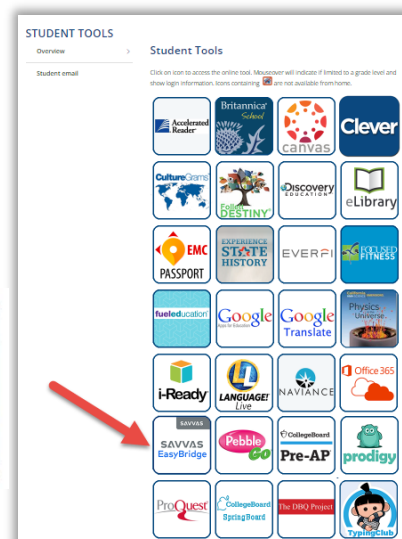 STUDENT TOOLS
Overview
Student email
Student Tools
Click on icon to access the online tool. Mouseover will indicate if limited to a grade level and
show login information. Icons containing are not available from home.
Accelerated
Reader
Britannica
School
canvas
Clever
CultureGrams
Follett
DESTINY
Discovery
EDUCATION
eLibrary
EMC
PASSPORT
EXPERIENCE
STATE
HISTORY
EVERFI
FOCUSED
FITNESS
fueleducation
Google
Apps for Education
Google
Translate
Physics
Universe
i-Ready
LANGUAGE!
Live
NAVIANCE
Office 365
SAVVAS
SAVVAS
EasyBridge
Pebble
Go
CollegeBoard
Pre-AP
prodigy
ProQuest
CollegeBoard
SpringBoard
The DBQ Project
TypingClub